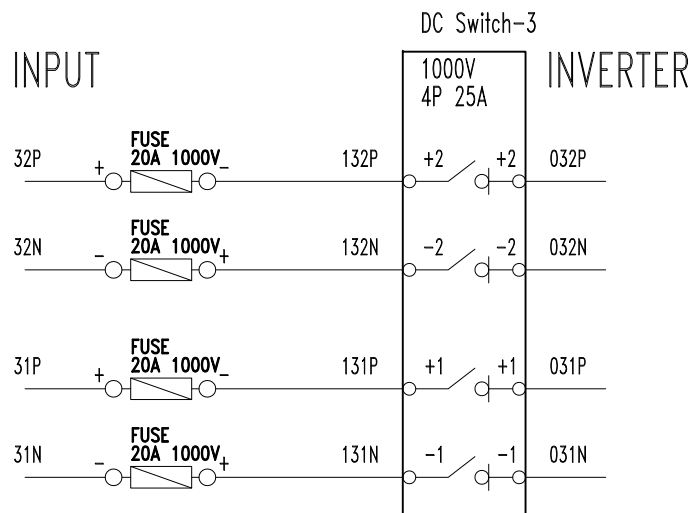 DC Switch-3
INPUT
1000V
4P 25A
INVERTER
FUSE
20A 1000V
32P
+
-
132P
+2
+2
032P
FUSE
20A 1000V
32N
-
+
132N
-2
-2
032N
FUSE
20A 1000V
31P
+
-
131P
+1
+1
031P
FUSE
20A 1000V
31N
-
+
131N
-1
-1
031N